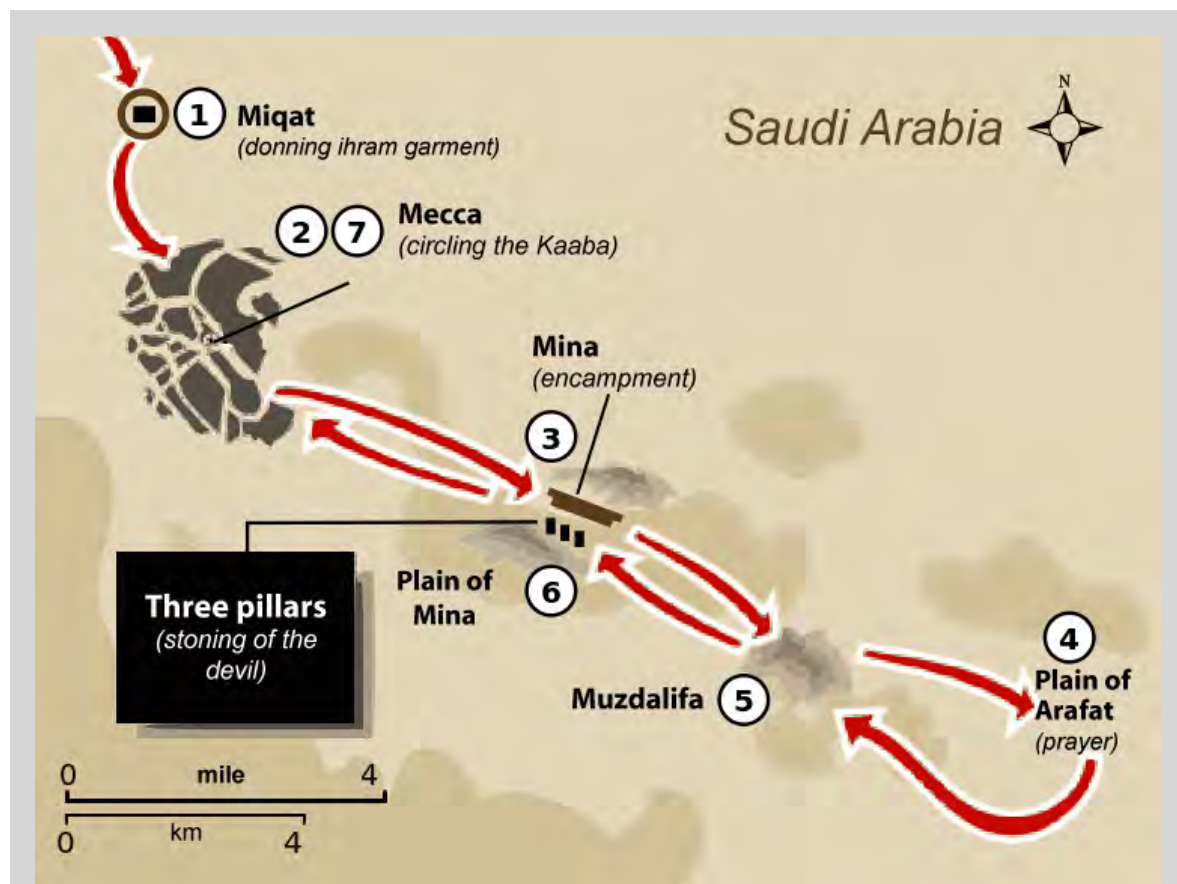 N
Saudi Arabia
1
Miqat
(donning ihram garment)
2
7
Mecca
(circling the Kaaba)
Mina
(encampment)
3
Three pillars
(stoning of the
devil)
Plain of
Mina
6
Muzdalifa
5
4
Plain of
Arafat
(prayer)
0 mile 4
km
0 4